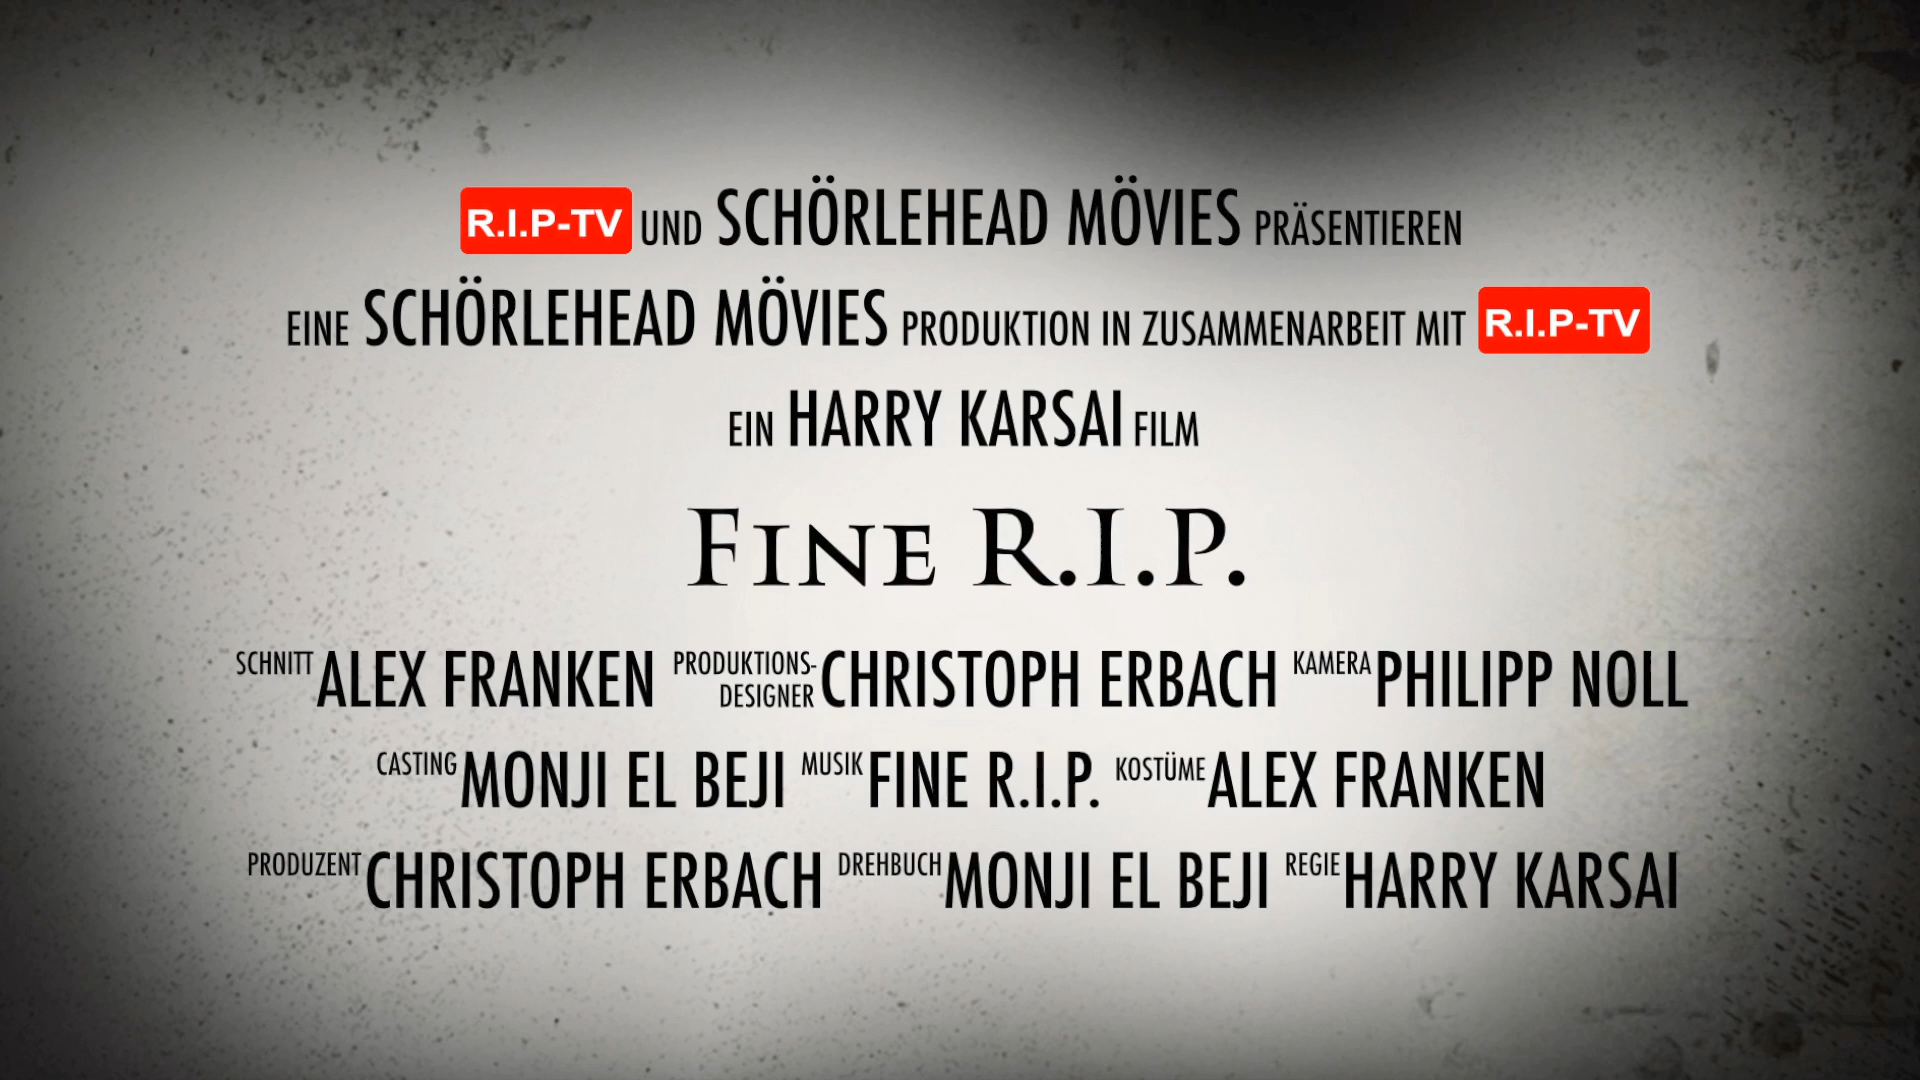 R.I.P-TV UND SCHÖRLEHEAD MÖVIES PRÄSENTIEREN
EINE SCHÖRLEHEAD MÖVIES PRODUKTION IN ZUSAMMENARBEIT MIT R.I.P-TV
EIN HARRY KARSAI FILM
FINE R.I.P.
SCHNITT ALEX FRANKEN PRODUKTIONS-DESIGNER CHRISTOPH ERBACH KAMERA PHILIPP NOLL
CASTING MONJI EL BEJI MUSIK FINE R.I.P. KOSTÜME ALEX FRANKEN
PRODUZENT CHRISTOPH ERBACH DREHBUCH MONJI EL BEJI REGIE HARRY KARSAI